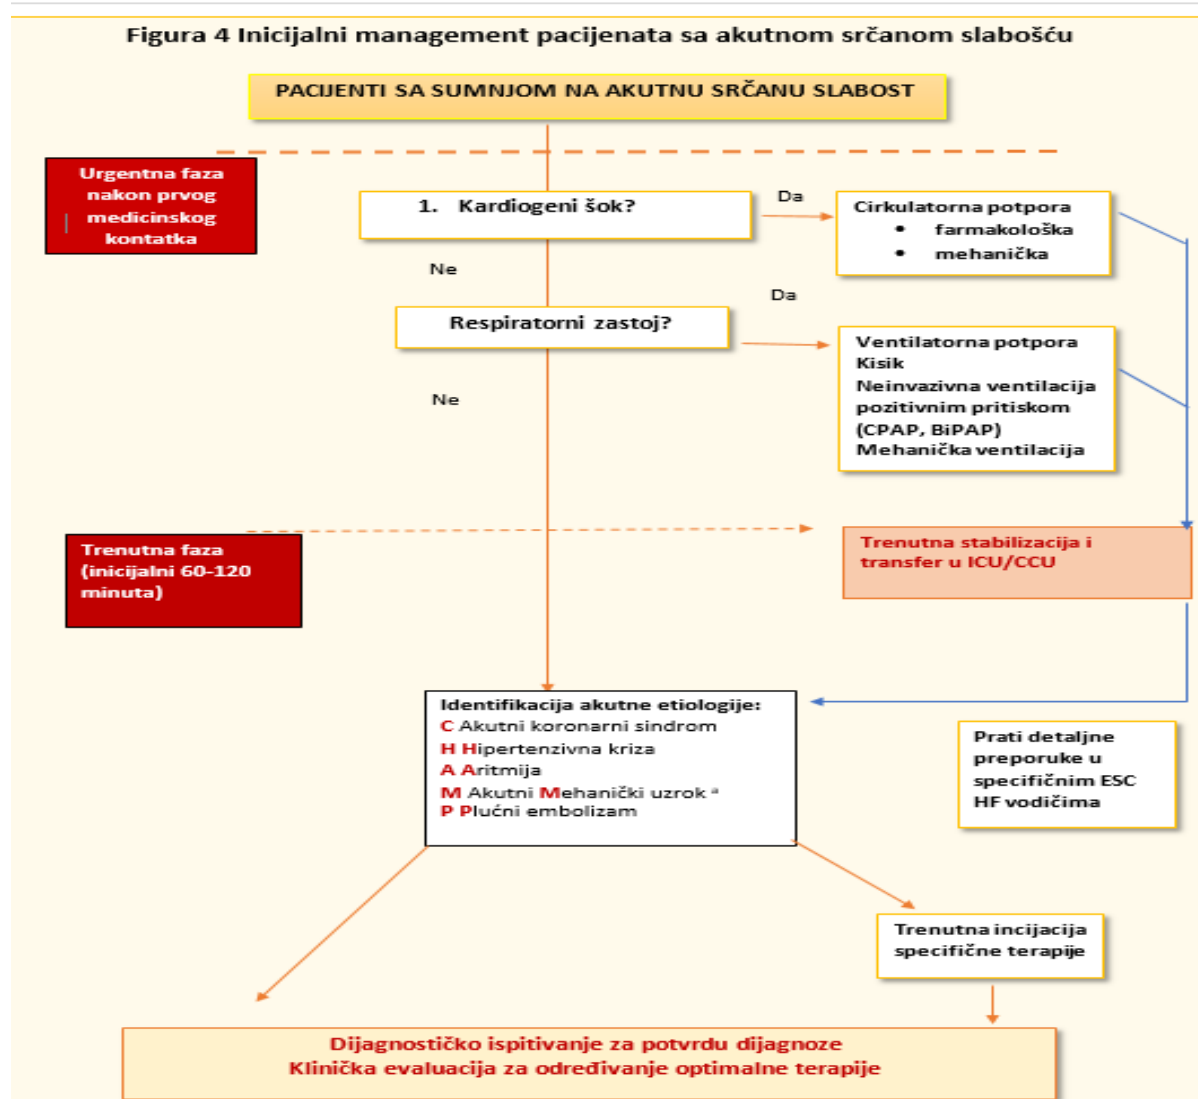 Figura 4 Inicijalni management pacijenata sa akutnom srčanom slabošću
PACIJENTI SA SUMNJOM NA AKUTNU SRČANU SLABOST
Urgentna faza
nakon prvog
medicinskog
kontatka
1. Kardiogeni šok?
Da
Cirkulatorna potpora
• farmakološka
• mehanička
Ne
Da
Respiratorni zastoj?
Ventilatorna potpora
Kisik
Neinvazivna ventilacija
pozitivnim pritiskom
(CPAP, BiPAP)
Mehanička ventilacija
Ne
Trenutna faza
(inicijalni 60-120
minuta)
Trenutna stabilizacija i
transfer u ICU/CCU
Identifikacija akutne etiologije:
C Akutni koronarni sindrom
H Hipertenzivna kriza
A Aritmija
M Akutni Mehanički uzrok ª
P Plućni embolizam
Prati detaljne
preporuke u
specifičnim ESC
HF vodičima
Trenutna incijacija
specifične terapije
Dijagnostičko ispitivanje za potvrdu dijagnoze
Klinička evaluacija za određivanje optimalne terapije